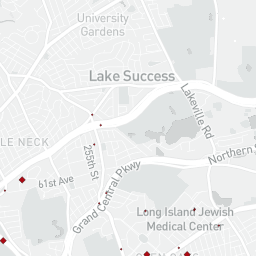 University
Gardens
Lake Success
Lakeville Rd
LE NECK
255th St
Northern
61st Ave
Grand Central Pkwy
Long Island Jewish
Medical Center